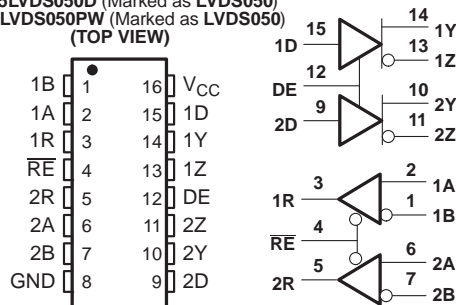 5LVDS050D (Marked as LVDS050)
LVDS050PW (Marked as LVDS050)
(TOP VIEW)
1B 1 16 VCC
1A 2 15 1D
1R 3 14 1Y
RE 4 13 1Z
2R 5 12 DE
2A 6 11 2Z
2B 7 10 2Y
GND 8 9 2D
14 1Y
15 1D
13 1Z
12 DE
10 2Y
9 2D
11 2Z
2 1A
3 1R
1 1B
4 RE
6 2A
5 2R
7 2B